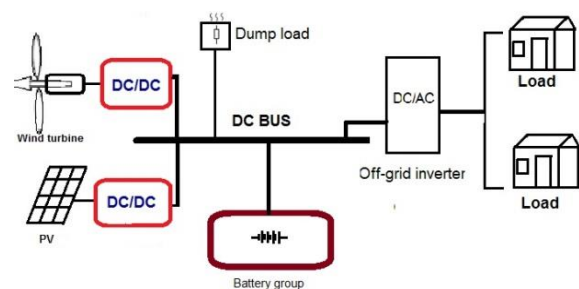 Dump load
DC/DC
DC/AC
Load
Wind turbine
DC BUS
Off-grid inverter
DC/DC
Load
PV
Battery group